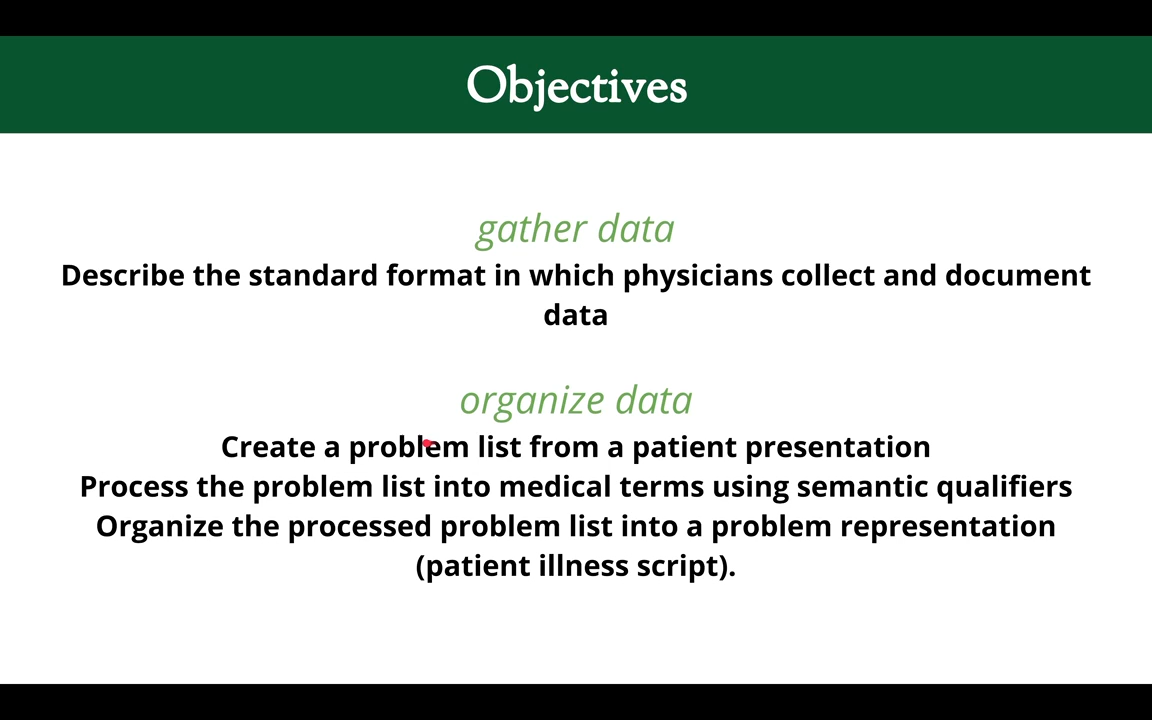 Objectives
gather data
Describe the standard format in which physicians collect and document
data
organize data
Create a problem list from a patient presentation
Process the problem list into medical terms using semantic qualifiers
Organize the processed problem list into a problem representation
(patient illness script).